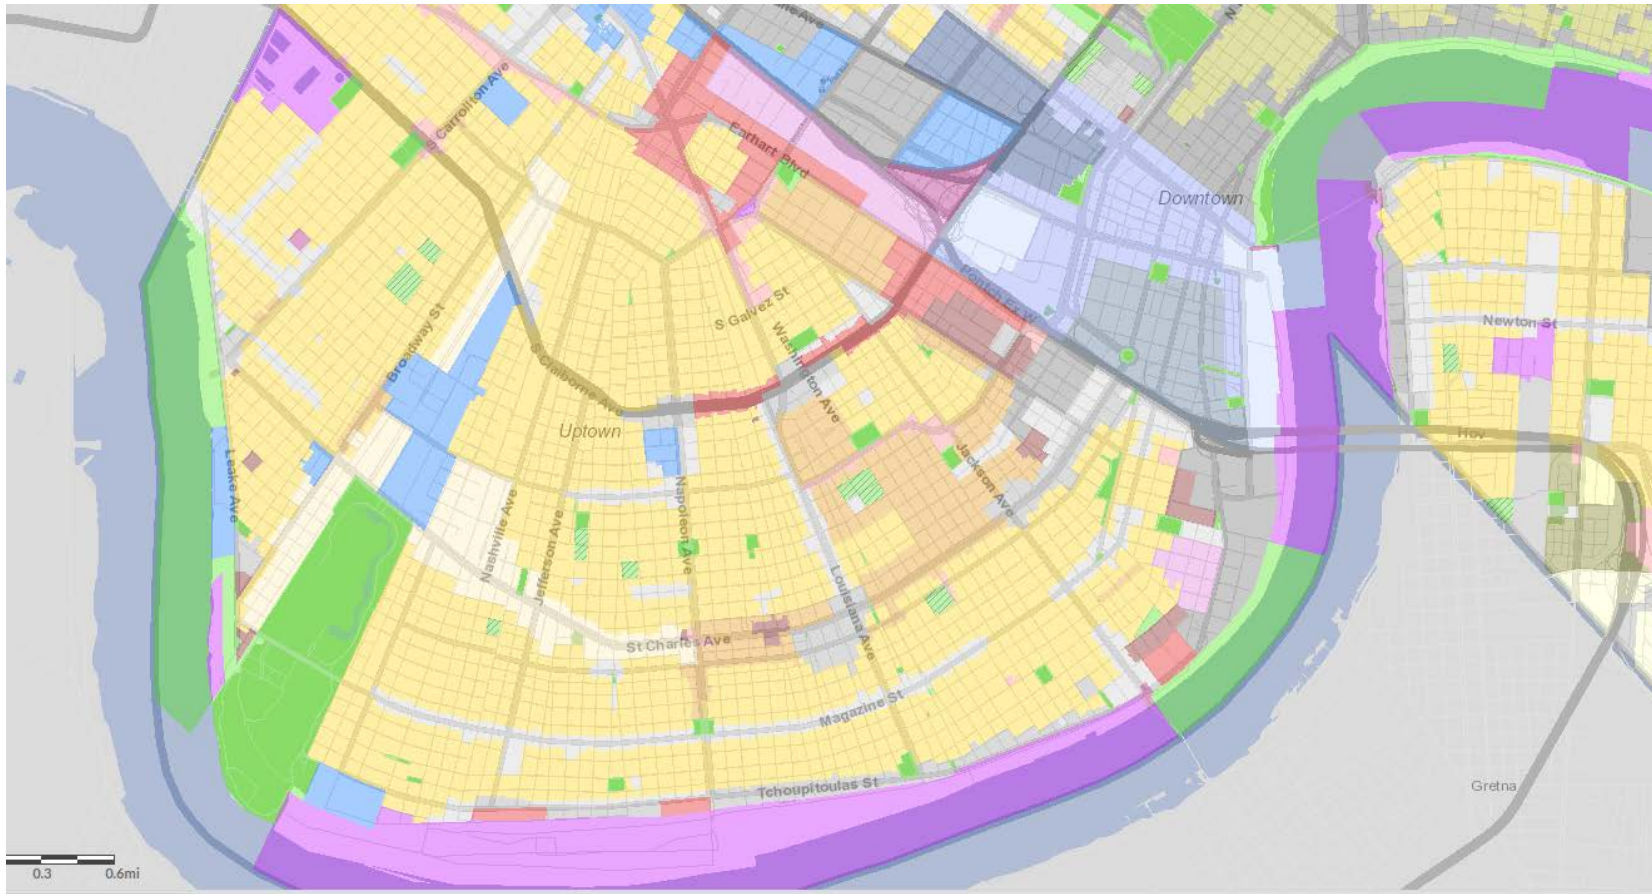 S Carrollton Ave
Earhart Blvd
Downtown
Broadway St
S Galvez St
Washington Ave
Newton St
S Claiborne Ave
Uptown
Hov
Jackson Ave
Leake Ave
Napoleon Ave
Nashville Ave
Jefferson Ave
Louisiana Ave
St Charles Ave
Magazine St
Tchoupitoulas St
Gretna
0.3 0.6mi